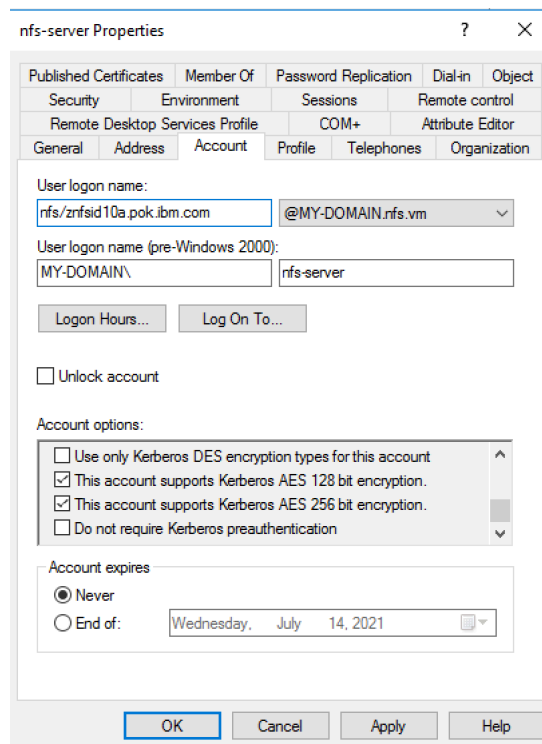 nfs-server Properties
Published Certificates Member Of Password Replication Dial-in Object
Security Environment Sessions Remote control
Remote Desktop Services Profile COM+ Attribute Editor
General Address Account Profile Telephones Organization
User logon name:
nfs/znfsid10a.pok.ibm.com @MY-DOMAIN.nfs.vm
User logon name (pre-Windows 2000):
MY-DOMAIN\ nfs-server
Logon Hours... Log On To...
Unlock account
Account options:
Use only Kerberos DES encryption types for this account
This account supports Kerberos AES 128 bit encryption.
This account supports Kerberos AES 256 bit encryption.
Do not require Kerberos preauthentication
Account expires
Never
End of: Wednesday, July 14, 2021
OK Cancel Apply Help